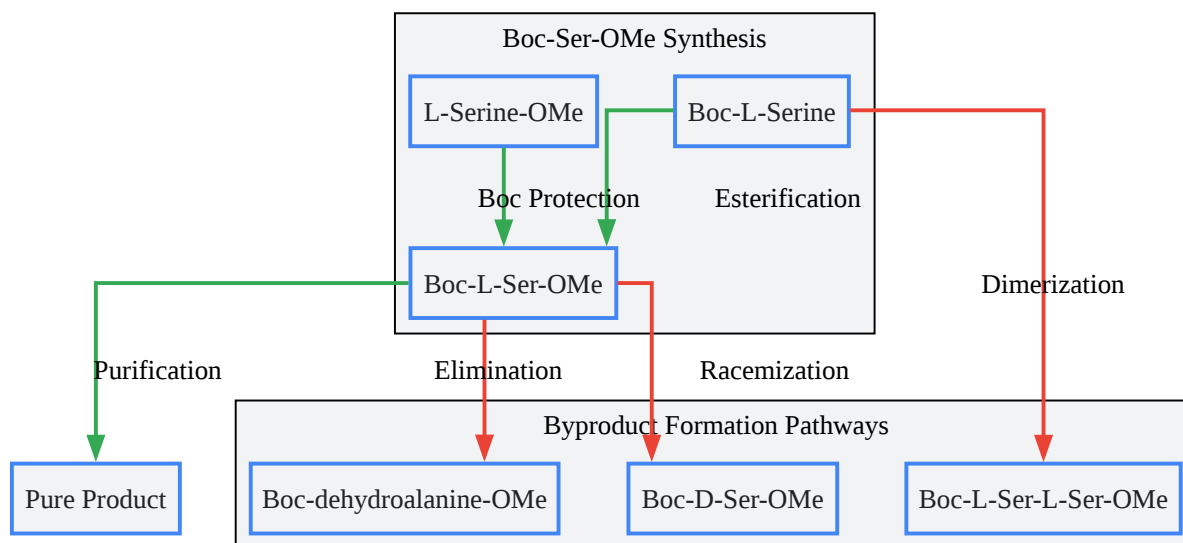 Boc-Ser-OMe Synthesis
L-Serine-OMe
Boc-L-Serine
Boc Protection
Esterification
Boc-L-Ser-OMe
Dimerization
Purification
Elimination
Racemization
Byproduct Formation Pathways
Pure Product
Boc-dehydroalanine-OMe
Boc-D-Ser-OMe
Boc-L-Ser-L-Ser-OMe